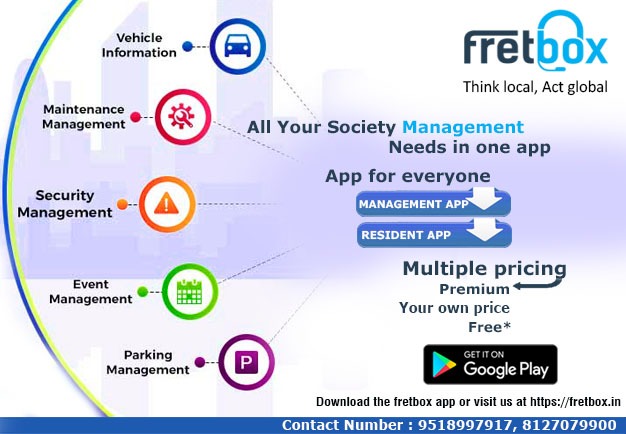 Vehicle
Information
Maintenance
Management
Security
Management
Event
Management
Parking
Management
P
fretbox
Think local, Act global
All Your Society Management
Needs in one app
App for everyone
MANAGEMENT APP
RESIDENT APP
Multiple pricing
Premium
Your own price
Free*
GET IT ON
Google Play
Download the fretbox app or visit us at https://fretbox.in
Contact Number : 9518997917, 8127079900